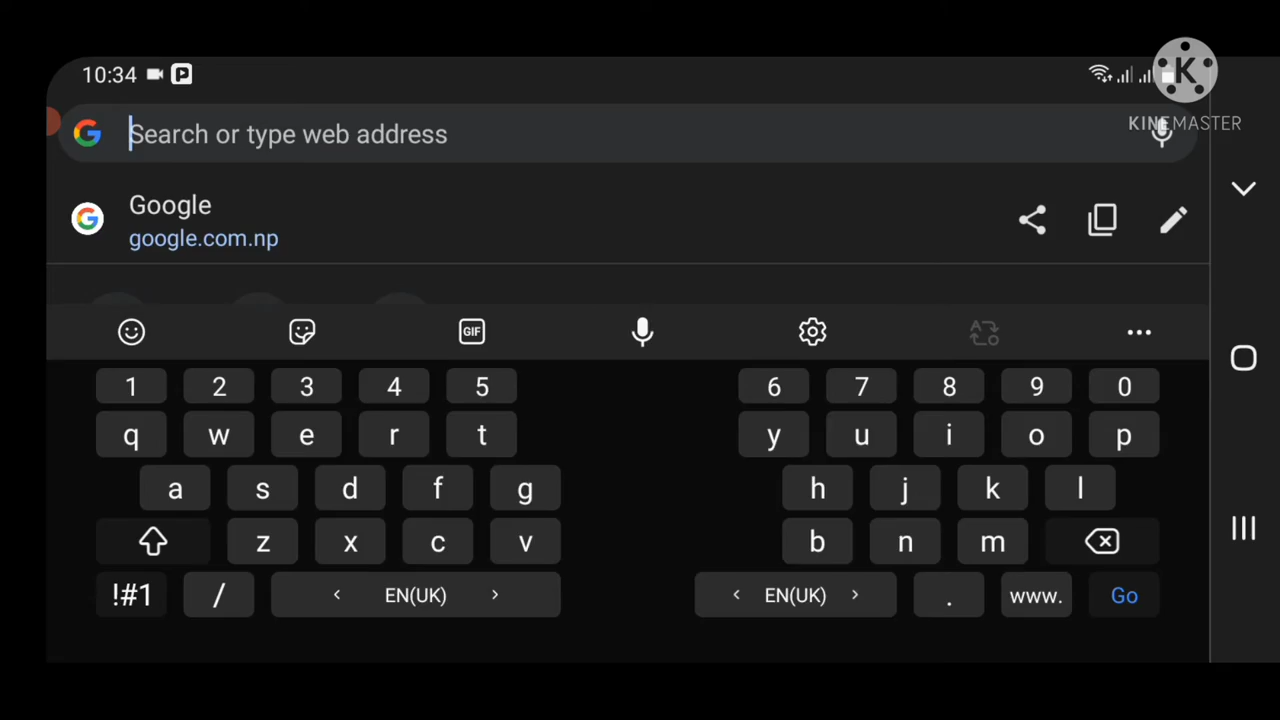 10:34 P
K
KINEMASTER
Search or type web address
Google
google.com.np
GIF
1 2 3 4 5 6 7 8 9 0
q w e r t y u i o p
a s d f g h j k l
z x c v b n m
!#1 / < EN(UK) > < EN(UK) > . www. Go